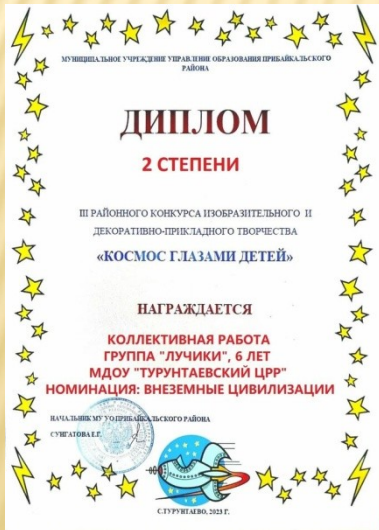 МУНИЦИПАЛЬНОЕ УЧРЕЖДЕНИЕ УПРАВЛЕНИЕ ОБРАЗОВАНИЯ ПРИБАЙКАЛЬСКОГО
РАЙОНА
ДИПЛОМ
2 СТЕПЕНИ
III РАЙОННОГО КОНКУРСА ИЗОБРАЗИТЕЛЬНОГО И
ДЕКОРАТИВНО-ПРИКЛАДНОГО ТВОРЧЕСТВА
«КОСМОС ГЛАЗАМИ ДЕТЕЙ»
НАГРАЖДАЕТСЯ
КОЛЛЕКТИВНАЯ РАБОТА
ГРУППА "ЛУЧИКИ", 6 ЛЕТ
МДОУ "ТУРУНТАЕВСКИЙ ЦРР"
НОМИНАЦИЯ: ВНЕЗЕМНЫЕ ЦИВИЛИЗАЦИИ
НАЧАЛЬНИК МУ УО ПРИБАЙКАЛЬСКОГО РАЙОНА
СУНГАТОВА Е.Г.
С.ТУРУНТАЕВО, 2023 Г.